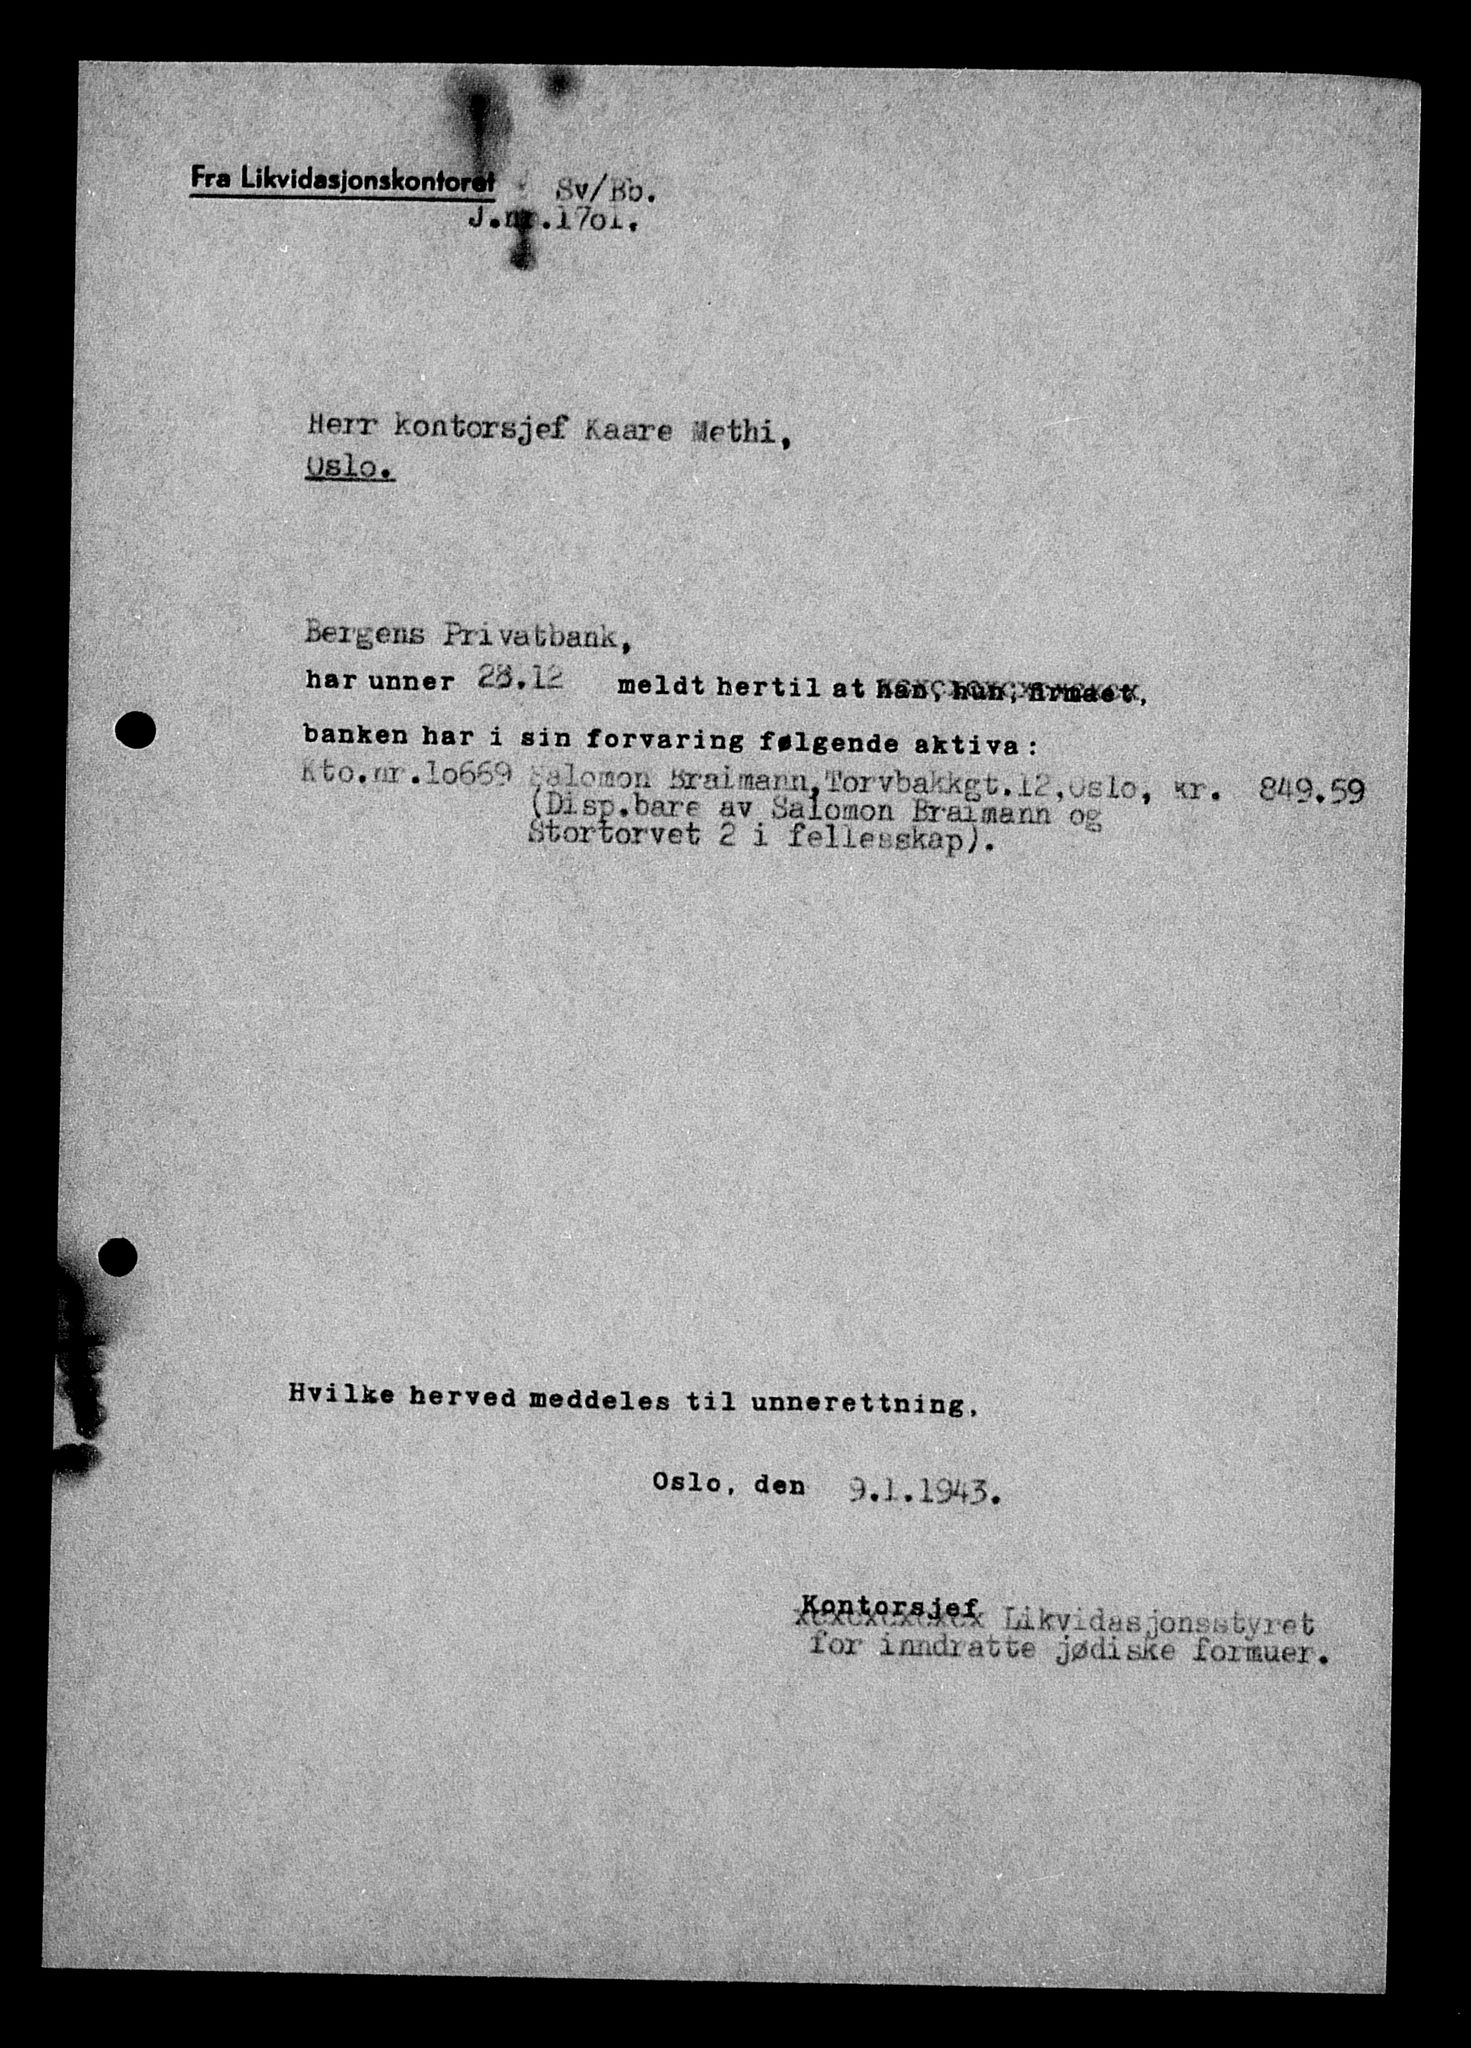 Fra Likvidasjonskontoret Sv/Bb.
J.nr.1701.
Herr kontorsjef Kaare Methi,
Oslo.
Bergens Privatbank,
har unner 28.12 meldt hertil at han, hun, firmaet,
banken har i sin forvaring følgende aktiva:
Kto.nr.10669 Salomon Braimann,Torvbakkgt.12,Oslo, kr. 849.59
(Disp.bare av Salomon Braimann og
Stortorvet 2 i fellesskap).
Hvilke herved meddeles til unnerettning.
Oslo, den 9.1.1943.
Kontorsjef Likvidasjonsstyret
for inndratte jødiske formuer.